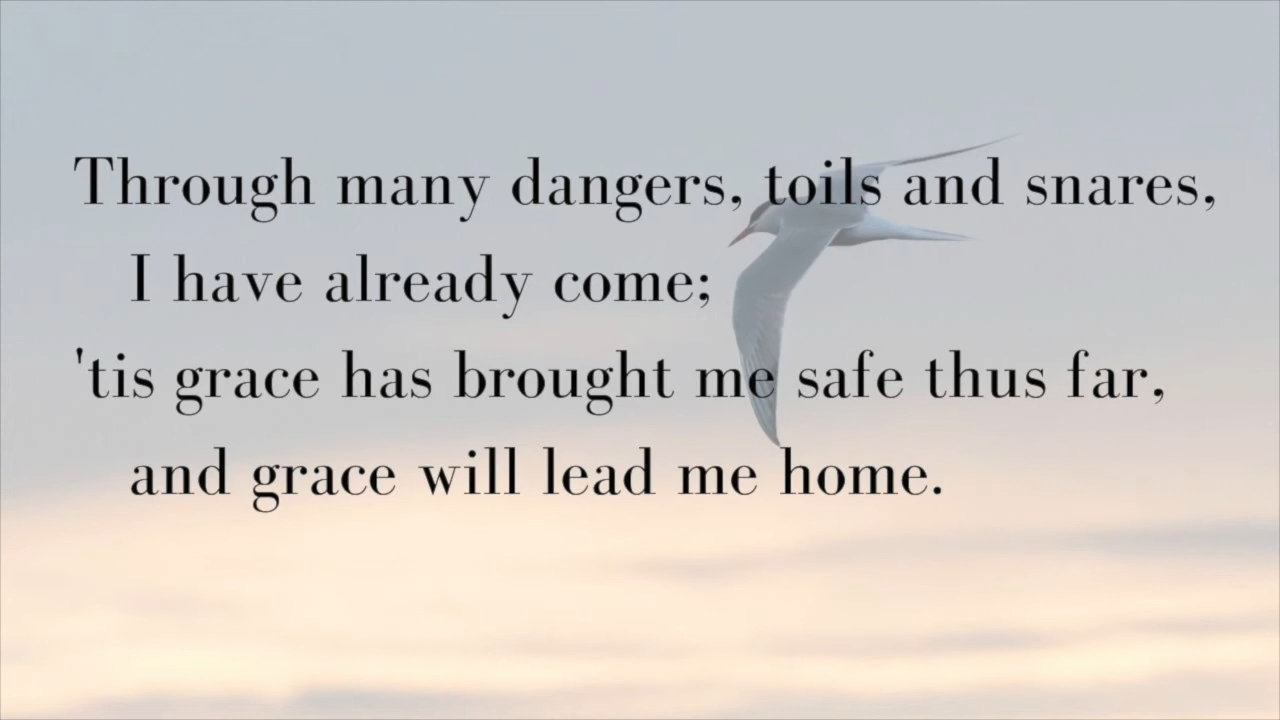 Through many dangers, toils and snares,
I have already come;
'tis grace has brought me safe thus far,
and grace will lead me home.